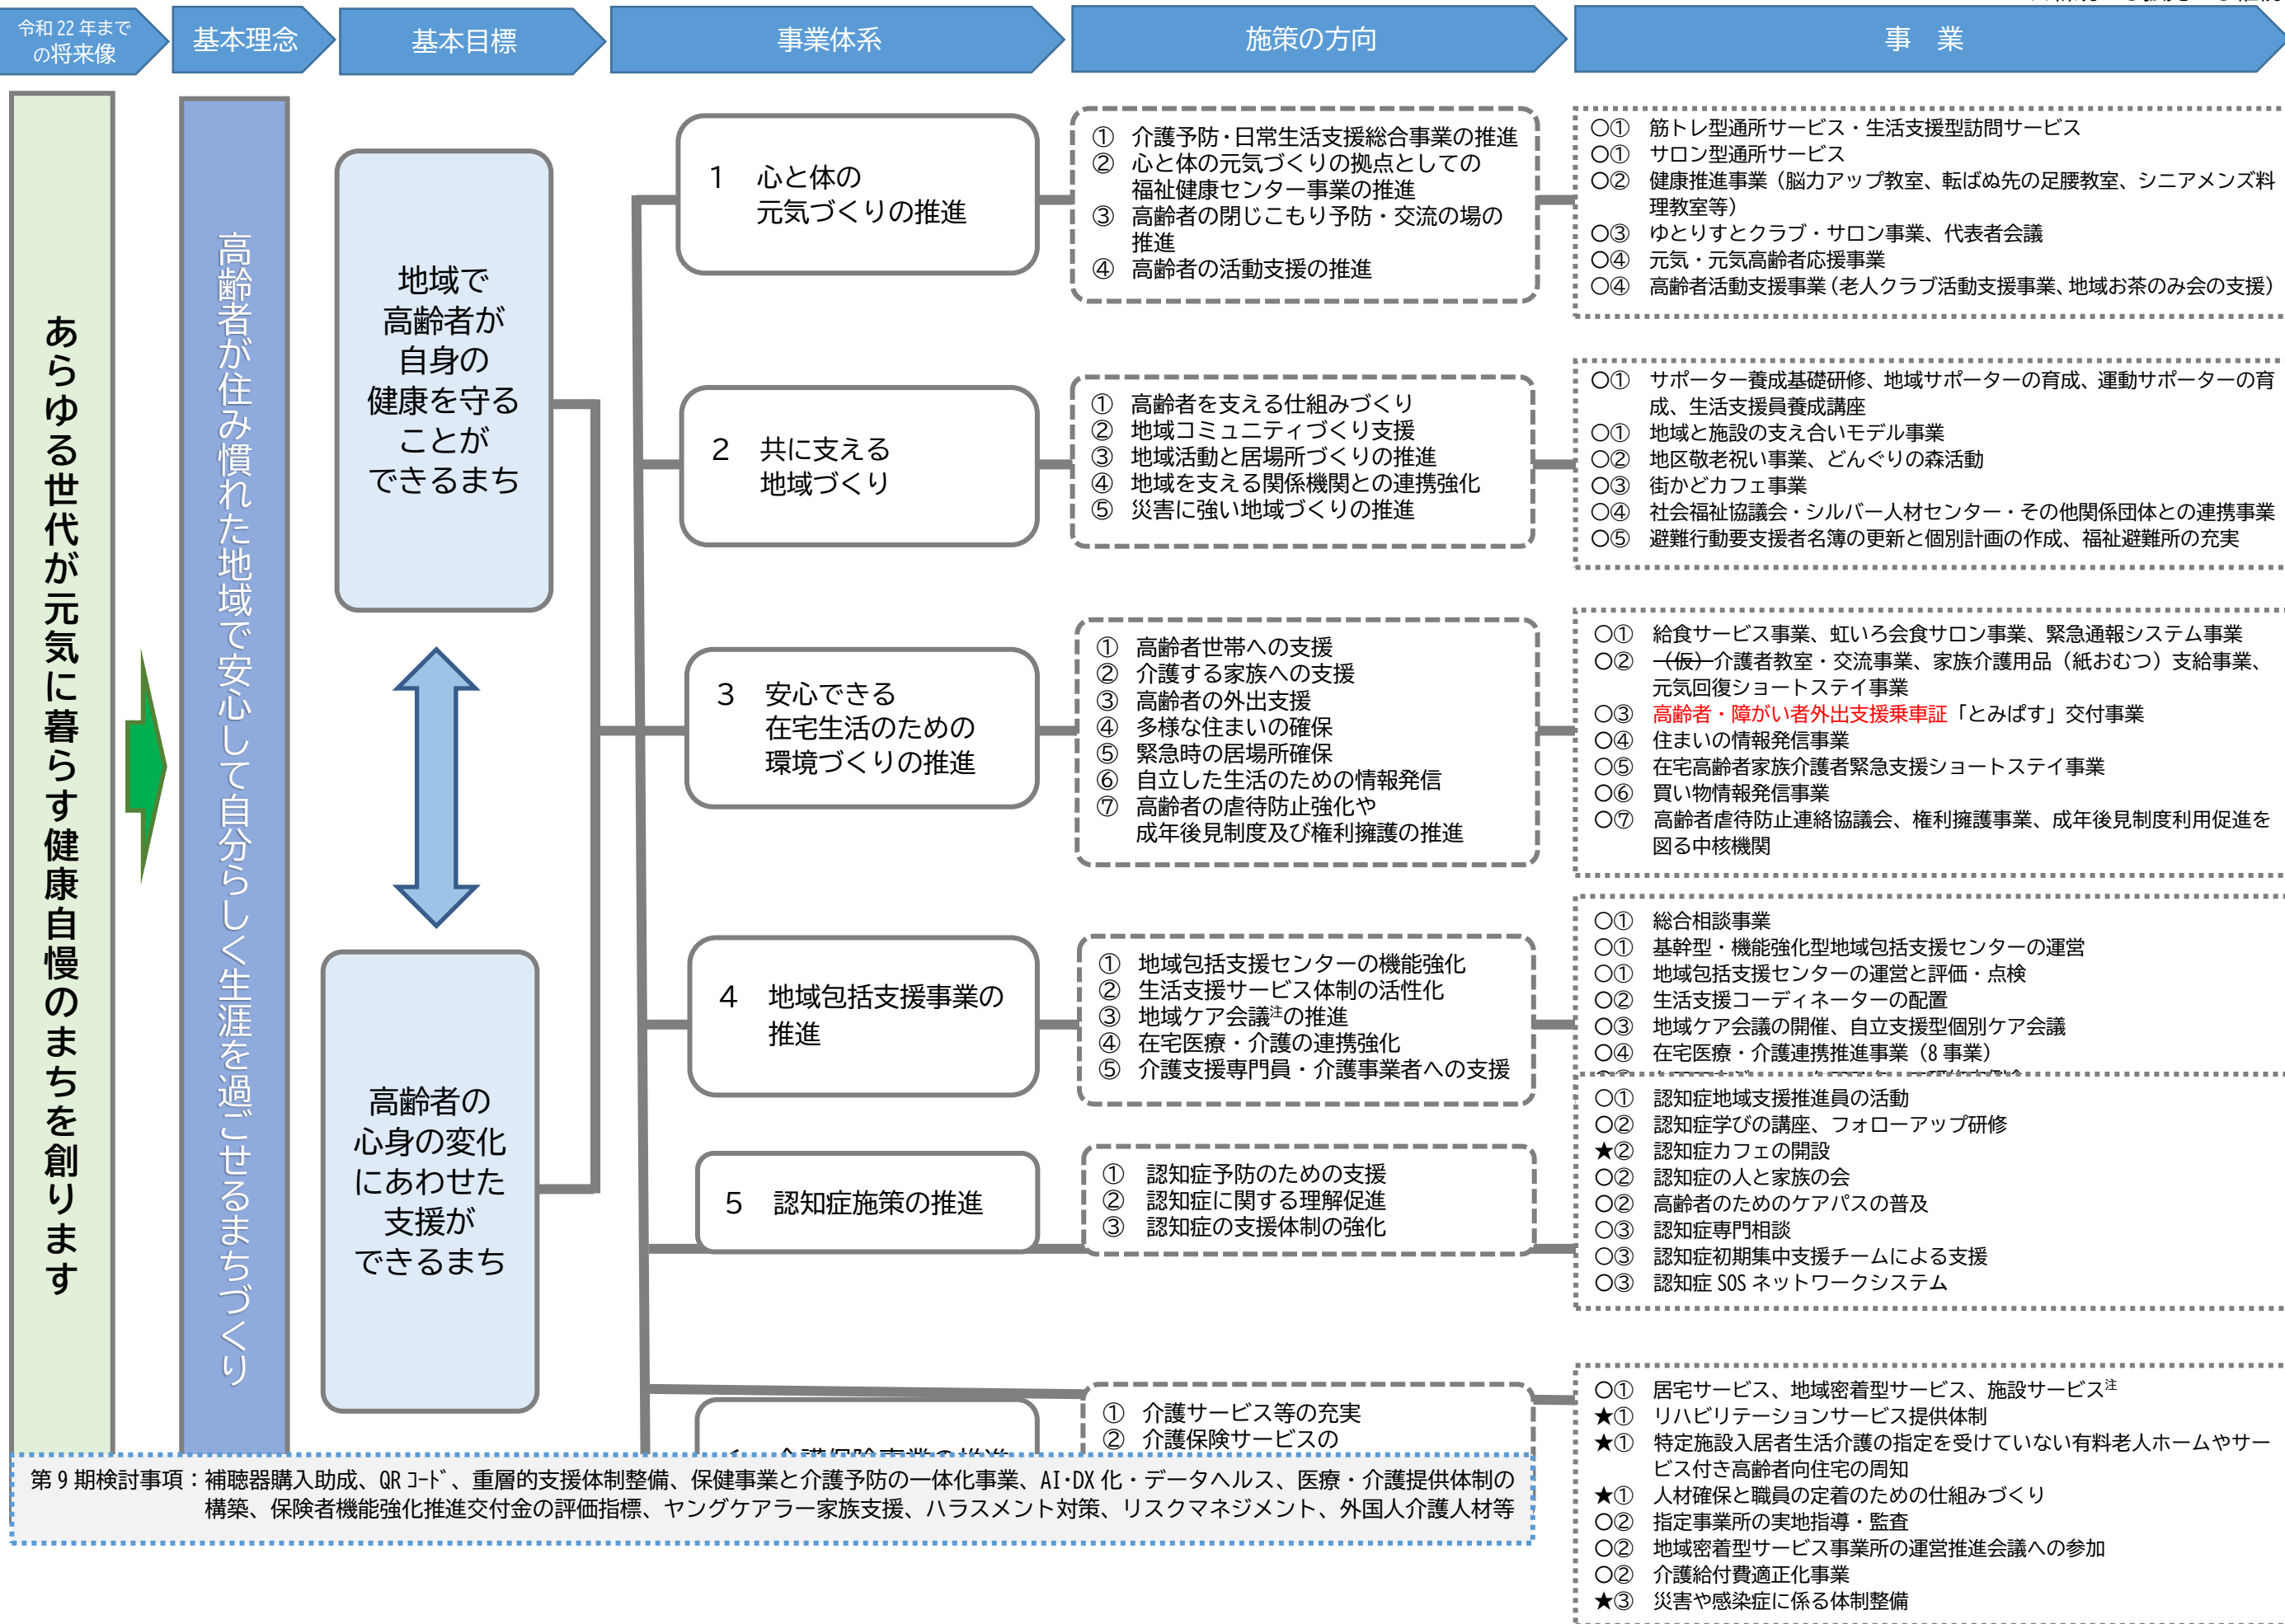 令和22年まで
の将来像
基本理念
基本目標
事業体系
施策の方向
事　業
あらゆる世代が元気に暮らす健康自慢のまちを創ります
高齢者が住み慣れた地域で安心して自分らしく生涯を過ごせるまちづくり
地域で
高齢者が
自身の
健康を守る
ことが
できるまち
高齢者の
心身の変化
にあわせた
支援が
できるまち
1　心と体の
元気づくりの推進
① 介護予防・日常生活支援総合事業の推進
② 心と体の元気づくりの拠点としての
福祉健康センター事業の推進
③ 高齢者の閉じこもり予防・交流の場の
推進
④ 高齢者の活動支援の推進
○① 筋トレ型通所サービス・生活支援型訪問サービス
○① サロン型通所サービス
○② 健康推進事業（脳力アップ教室、転ばぬ先の足腰教室、シニアメンズ料
理教室等）
○③ ゆとりすとクラブ・サロン事業、代表者会議
○④ 元気・元気高齢者応援事業
○④ 高齢者活動支援事業（老人クラブ活動支援事業、地域お茶のみ会の支援）
2　共に支える
地域づくり
① 高齢者を支える仕組みづくり
② 地域コミュニティづくり支援
③ 地域活動と居場所づくりの推進
④ 地域を支える関係機関との連携強化
⑤ 災害に強い地域づくりの推進
○① サポーター養成基礎研修、地域サポーターの育成、運動サポーターの育
成、生活支援員養成講座
○① 地域と施設の支え合いモデル事業
○② 地区敬老祝い事業、どんぐりの森活動
○③ 街かどカフェ事業
○④ 社会福祉協議会・シルバー人材センター・その他関係団体との連携事業
○⑤ 避難行動要支援者名簿の更新と個別計画の作成、福祉避難所の充実
3　安心できる
在宅生活のための
環境づくりの推進
① 高齢者世帯への支援
② 介護する家族への支援
③ 高齢者の外出支援
④ 多様な住まいの確保
⑤ 緊急時の居場所確保
⑥ 自立した生活のための情報発信
⑦ 高齢者の虐待防止強化や
成年後見制度及び権利擁護の推進
○① 給食サービス事業、虹いろ会食サロン事業、緊急通報システム事業
○② （仮）介護者教室・交流事業、家族介護用品（紙おむつ）支給事業、
元気回復ショートステイ事業
○③ 高齢者・障がい者外出支援乗車証「とみぱす」交付事業
○④ 住まいの情報発信事業
○⑤ 在宅高齢者家族介護者緊急支援ショートステイ事業
○⑥ 買い物情報発信事業
○⑦ 高齢者虐待防止連絡協議会、権利擁護事業、成年後見制度利用促進を
図る中核機関
4　地域包括支援事業の
推進
① 地域包括支援センターの機能強化
② 生活支援サービス体制の活性化
③ 地域ケア会議注の推進
④ 在宅医療・介護の連携強化
⑤ 介護支援専門員・介護事業者への支援
○① 総合相談事業
○① 基幹型・機能強化型地域包括支援センターの運営
○① 地域包括支援センターの運営と評価・点検
○② 生活支援コーディネーターの配置
○③ 地域ケア会議の開催、自立支援型個別ケア会議
○④ 在宅医療・介護連携推進事業（8事業）
5　認知症施策の推進
① 認知症予防のための支援
② 認知症に関する理解促進
③ 認知症の支援体制の強化
○① 認知症地域支援推進員の活動
○② 認知症学びの講座、フォローアップ研修
★② 認知症カフェの開設
○② 認知症の人と家族の会
○② 高齢者のためのケアパスの普及
○③ 認知症専門相談
○③ 認知症初期集中支援チームによる支援
○③ 認知症SOSネットワークシステム
① 介護サービス等の充実
② 介護保険サービスの
○① 居宅サービス、地域密着型サービス、施設サービス注
★① リハビリテーションサービス提供体制
★① 特定施設入居者生活介護の指定を受けていない有料老人ホームやサー
ビス付き高齢者向住宅の周知
★① 人材確保と職員の定着のための仕組みづくり
○② 指定事業所の実地指導・監査
○② 地域密着型サービス事業所の運営推進会議への参加
○② 介護給付費適正化事業
★③ 災害や感染症に係る体制整備
第9期検討事項：補聴器購入助成、QRｺｰﾄﾞ、重層的支援体制整備、保健事業と介護予防の一体化事業、AI・DX化・データヘルス、医療・介護提供体制の
構築、保険者機能強化推進交付金の評価指標、ヤングケアラー家族支援、ハラスメント対策、リスクマネジメント、外国人介護人材等